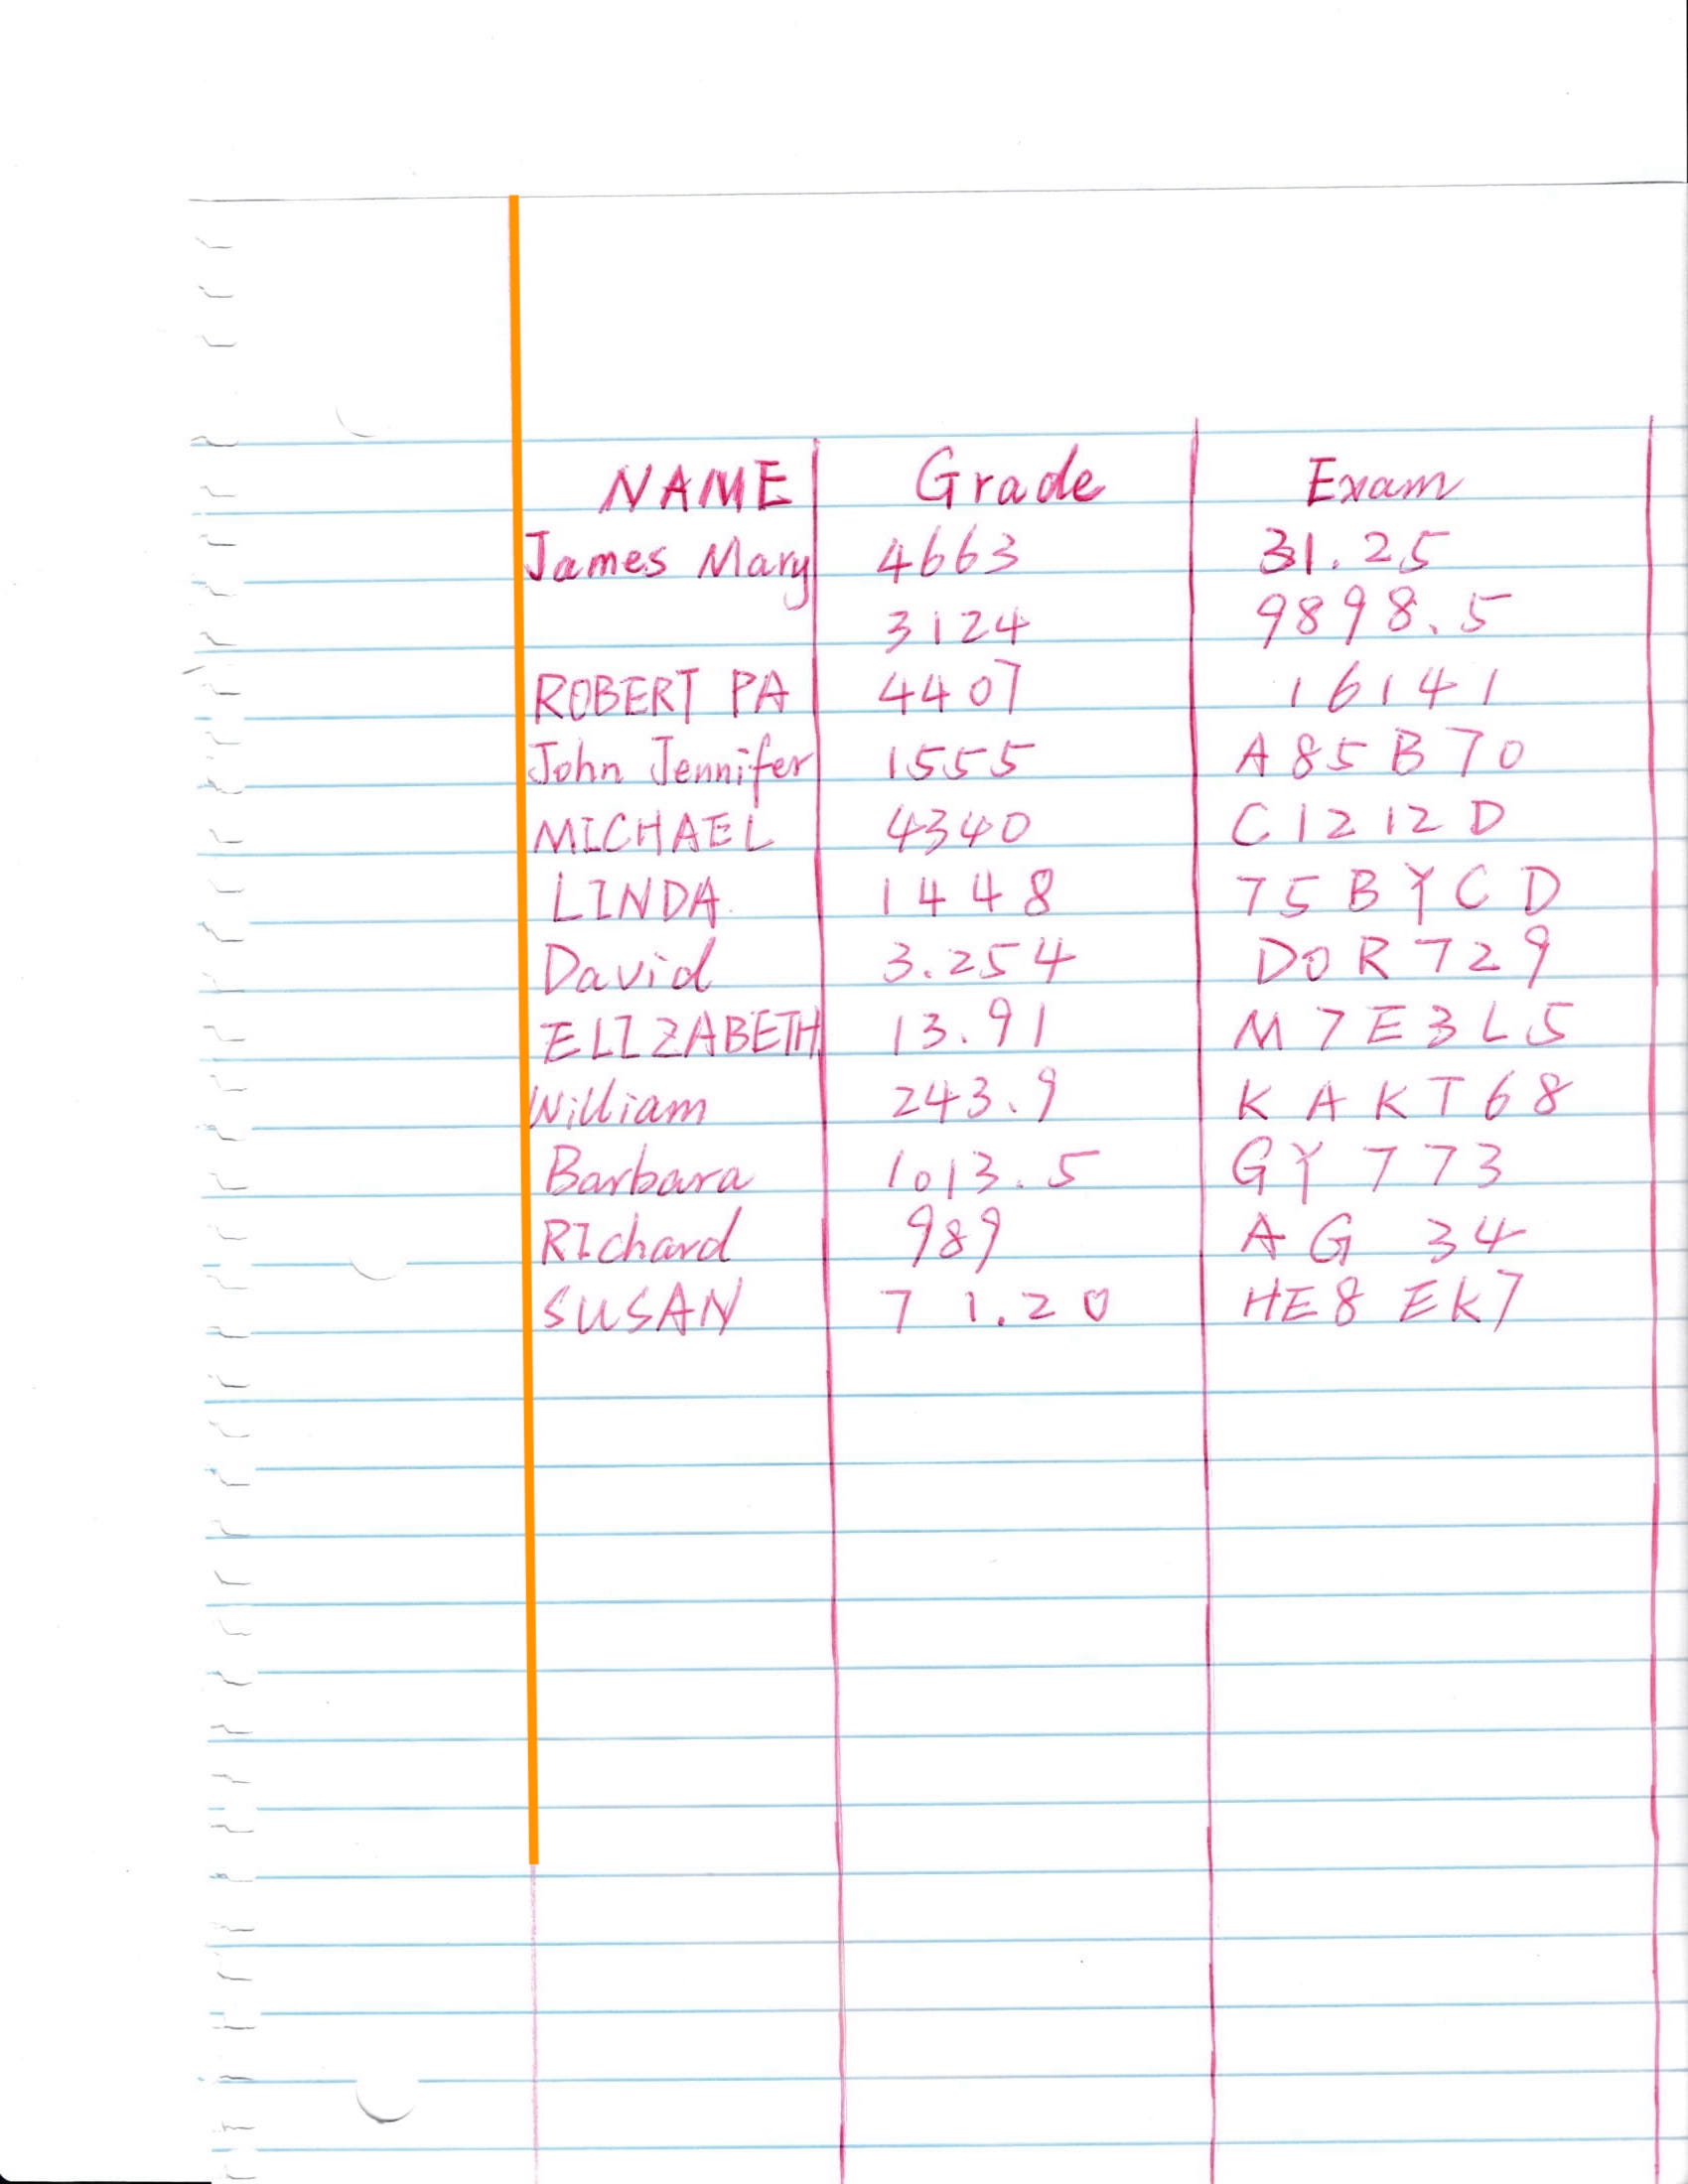 NAME Grade Exam
James Mary 4663 31.25
3124 9898.5
ROBERT PA 4407 16141
John Jennifer 1555 A85B70
MICHAEL 4340 C1212D
LINDA 1448 75BYCD
David 3.254 DOR729
ELIZABETH 13.91 M7E3L5
William 243.9 KAKT68
Barbara 1013.5 GY773
RIchard 989 AG 34
SUSAN 71.20 HE8EK7